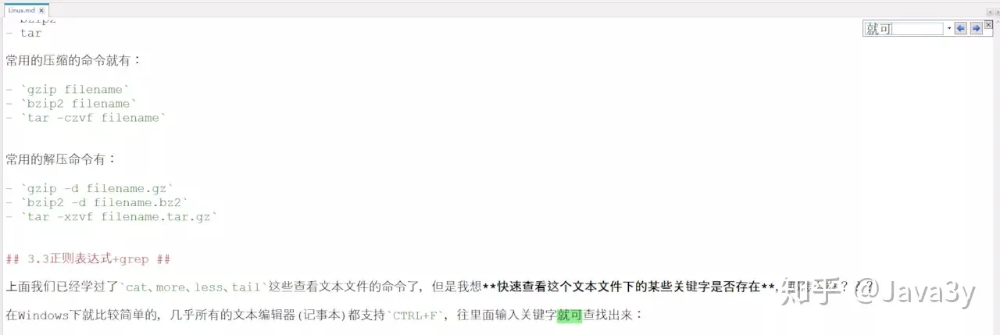 Linux.md
就可
- bzip2
- tar
常用的压缩的命令就有：
- `gzip filename`
- `bzip2 filename`
- `tar -czvf filename`
常用的解压命令有：
- `gzip -d filename.gz`
- `bzip2 -d filename.bz2`
- `tar -xzvf filename.tar.gz`
## 3.3正则表达式+grep ##
上面我们已经学过了`cat、more、less、tail`这些查看文本文件的命令了，但是我想**快速查看这个文本文件下的某些关键字是否存在**，
知乎 @Java3y
在Windows下就比较简单的，几乎所有的文本编辑器(记事本)都支持`CTRL+F`，往里面输入关键字就可查找出来：